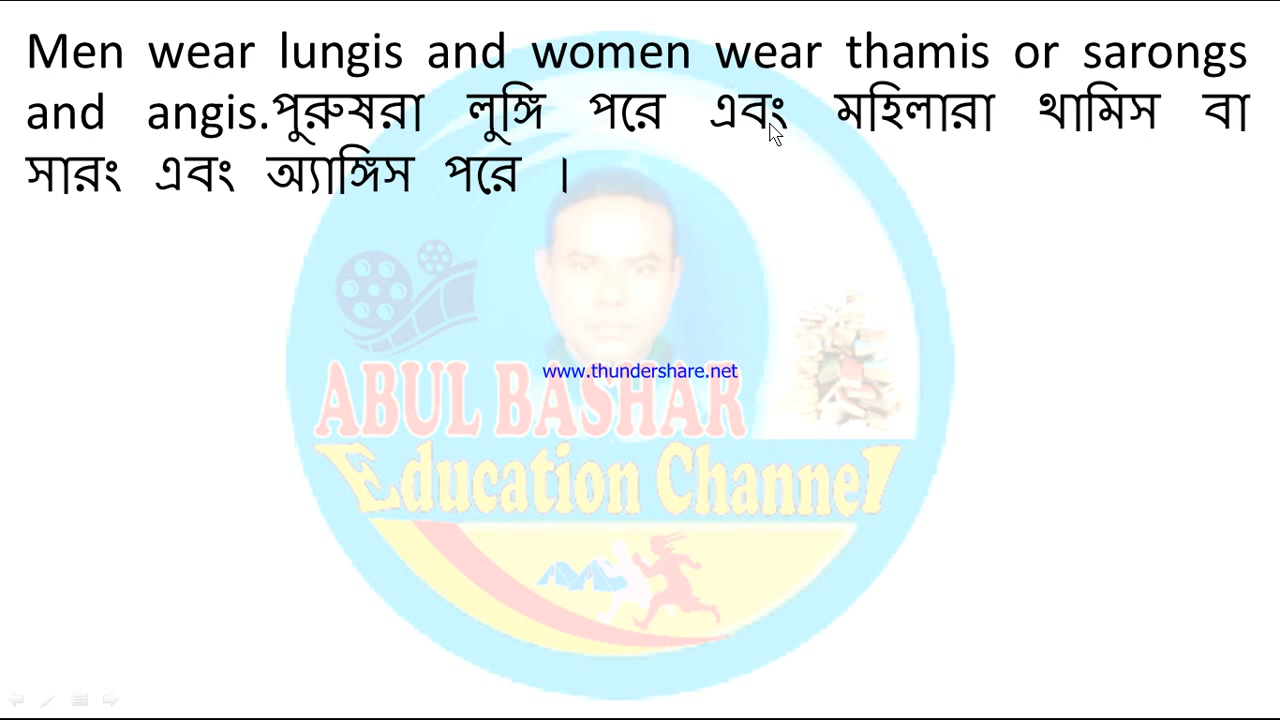 Men wear lungis and women wear thamis or sarongs
and angis.পুরুষরা লুঙ্গি পরে এবং মহিলারা থামিস বা
সারং এবং অ্যাঙ্গিস পরে ।
www.thundershare.net
ABUL BASHAR
Education Channel